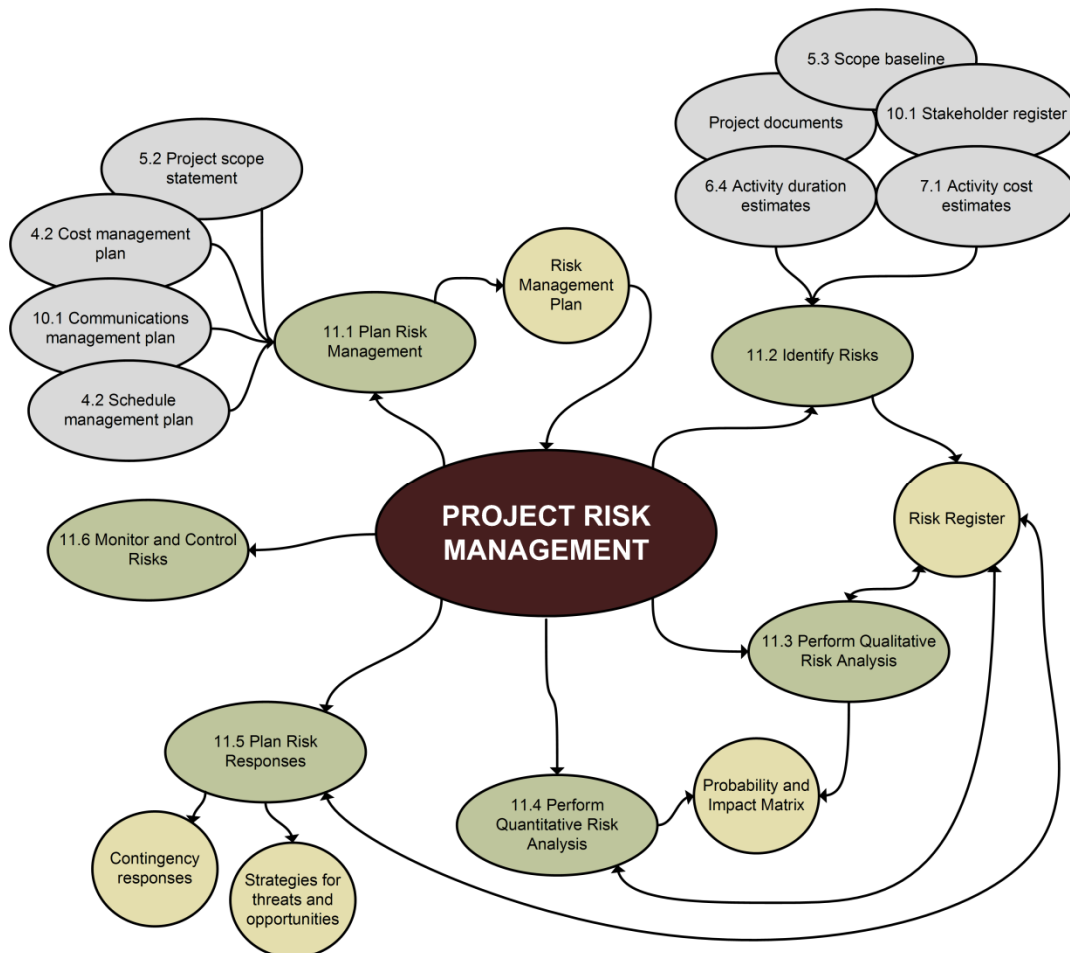 5.3 Scope baseline
Project documents
10.1 Stakeholder register
5.2 Project scope
statement
6.4 Activity duration
estimates
7.1 Activity cost
estimates
4.2 Cost management
plan
Risk
Management
Plan
10.1 Communications
management plan
11.1 Plan Risk
Management
11.2 Identify Risks
4.2 Schedule
management plan
PROJECT RISK
MANAGEMENT
Risk Register
11.6 Monitor and Control
Risks
11.3 Perform Qualitative
Risk Analysis
11.5 Plan Risk
Responses
Probability and
Impact Matrix
11.4 Perform
Quantitative Risk
Analysis
Contingency
responses
Strategies for
threats and
opportunities